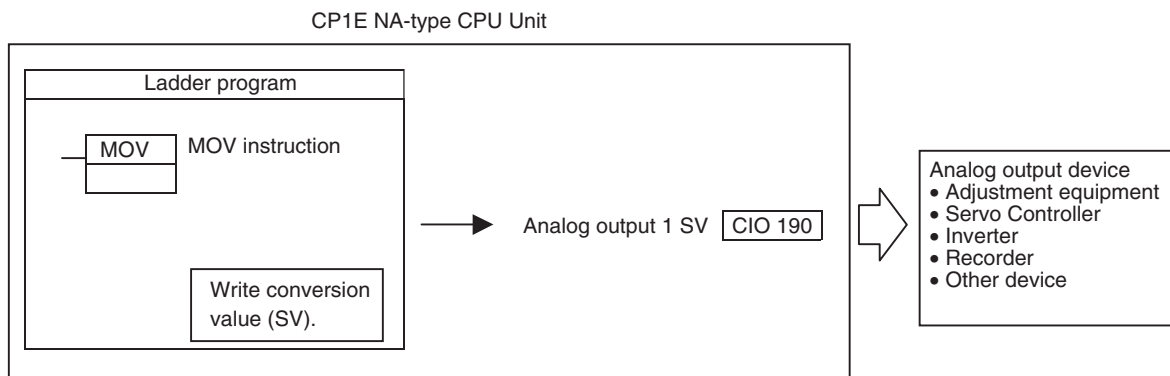 CP1E NA-type CPU Unit
Ladder program
MOV
MOV instruction
Write conversion
value (SV).
Analog output 1 SV
CIO 190
Analog output device
• Adjustment equipment
• Servo Controller
• Inverter
• Recorder
• Other device